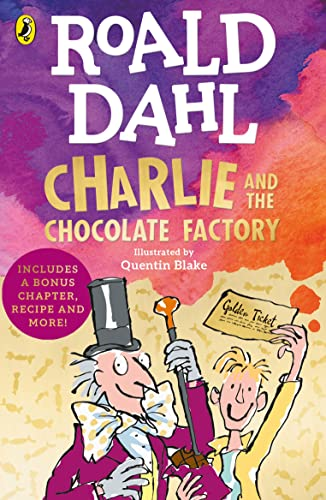 ROALD
DAHL
CHARLIE AND
THE
CHOCOLATE FACTORY
Illustrated by
Quentin Blake
INCLUDES
A BONUS
CHAPTER,
RECIPE AND
MORE!
Golden Ticket